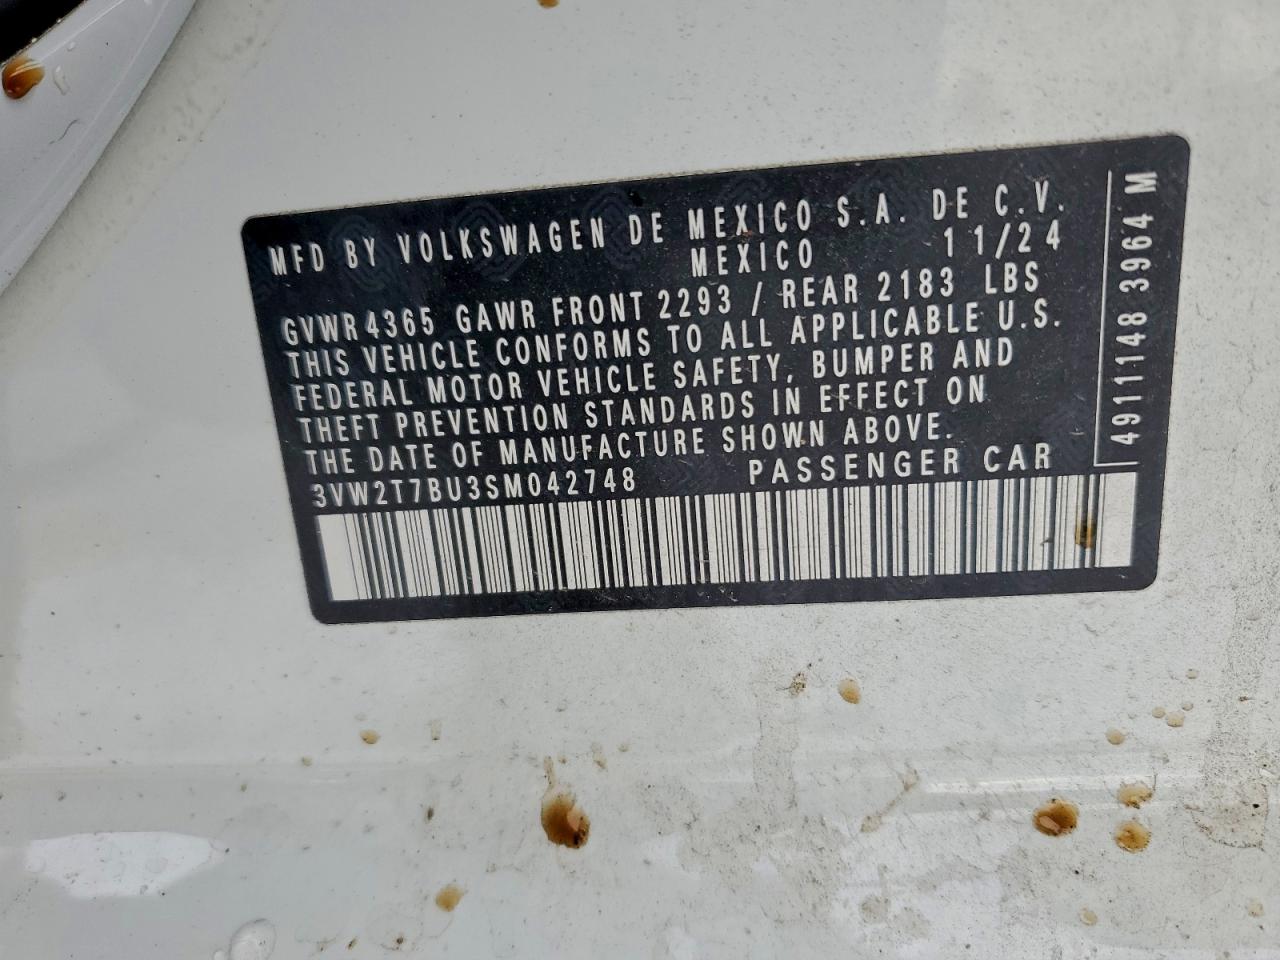 MFD BY VOLKSWAGEN DE MEXICO S.A. DE C.V.
MEXICO 11/24
GVWR 4365 GAWR FRONT 2293 / REAR 2183 LBS
THIS VEHICLE CONFORMS TO ALL APPLICABLE U.S.
FEDERAL MOTOR VEHICLE SAFETY, BUMPER AND
THEFT PREVENTION STANDARDS IN EFFECT ON
THE DATE OF MANUFACTURE SHOWN ABOVE.
3VW2T7BU3SM042748 PASSENGER CAR
4911148 3964 M